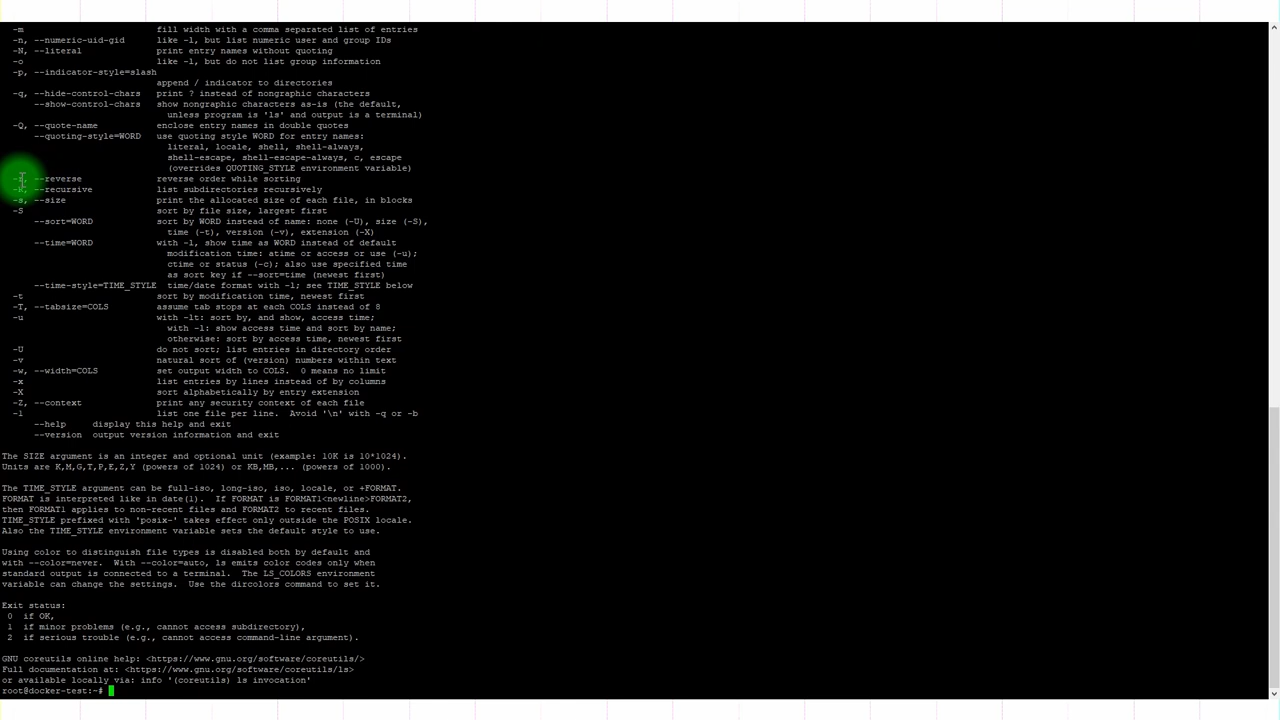 -m fill width with a comma separated list of entries
-n, --numeric-uid-gid like -l, but list numeric user and group IDs
-N, --literal print entry names without quoting
-o like -l, but do not list group information
-p, --indicator-style=slash
append / indicator to directories
-q, --hide-control-chars print ? instead of nongraphic characters
--show-control-chars show nongraphic characters as-is (the default,
unless program is 'ls' and output is a terminal)
-Q, --quote-name enclose entry names in double quotes
--quoting-style=WORD use quoting style WORD for entry names:
literal, locale, shell, shell-always,
shell-escape, shell-escape-always, c, escape
(overrides QUOTING_STYLE environment variable)
-r, --reverse reverse order while sorting
-R, --recursive list subdirectories recursively
-s, --size print the allocated size of each file, in blocks
-S sort by file size, largest first
--sort=WORD sort by WORD instead of name: none (-U), size (-S),
time (-t), version (-v), extension (-X)
--time=WORD with -l, show time as WORD instead of default
modification time: atime or access or use (-u);
ctime or status (-c); also use specified time
as sort key if --sort=time (newest first)
--time-style=TIME_STYLE time/date format with -l; see TIME_STYLE below
-t sort by modification time, newest first
-T, --tabsize=COLS assume tab stops at each COLS instead of 8
-u with -lt: sort by, and show, access time;
with -l: show access time and sort by name;
otherwise: sort by access time, newest first
-U do not sort; list entries in directory order
-v natural sort of (version) numbers within text
-w, --width=COLS set output width to COLS.  0 means no limit
-x list entries by lines instead of by columns
-X sort alphabetically by entry extension
-Z, --context print any security context of each file
-1 list one file per line.  Avoid '\n' with -q or -b
--help display this help and exit
--version output version information and exit
The SIZE argument is an integer and optional unit (example: 10K is 10*1024).
Units are K,M,G,T,P,E,Z,Y (powers of 1024) or KB,MB,... (powers of 1000).
The TIME_STYLE argument can be full-iso, long-iso, iso, locale, or +FORMAT.
FORMAT is interpreted like in date(1).  If FORMAT is FORMAT1<newline>FORMAT2,
then FORMAT1 applies to non-recent files and FORMAT2 to recent files.
TIME_STYLE prefixed with 'posix-' takes effect only outside the POSIX locale.
Also the TIME_STYLE environment variable sets the default style to use.
Using color to distinguish file types is disabled both by default and
with --color=never.  With --color=auto, ls emits color codes only when
standard output is connected to a terminal.  The LS_COLORS environment
variable can change the settings.  Use the dircolors command to set it.
Exit status:
0 if OK,
1 if minor problems (e.g., cannot access subdirectory),
2 if serious trouble (e.g., cannot access command-line argument).
GNU coreutils online help: <https://www.gnu.org/software/coreutils/>
Full documentation at: <https://www.gnu.org/software/coreutils/ls>
or available locally via: info '(coreutils) ls invocation'
root@docker-test:~#